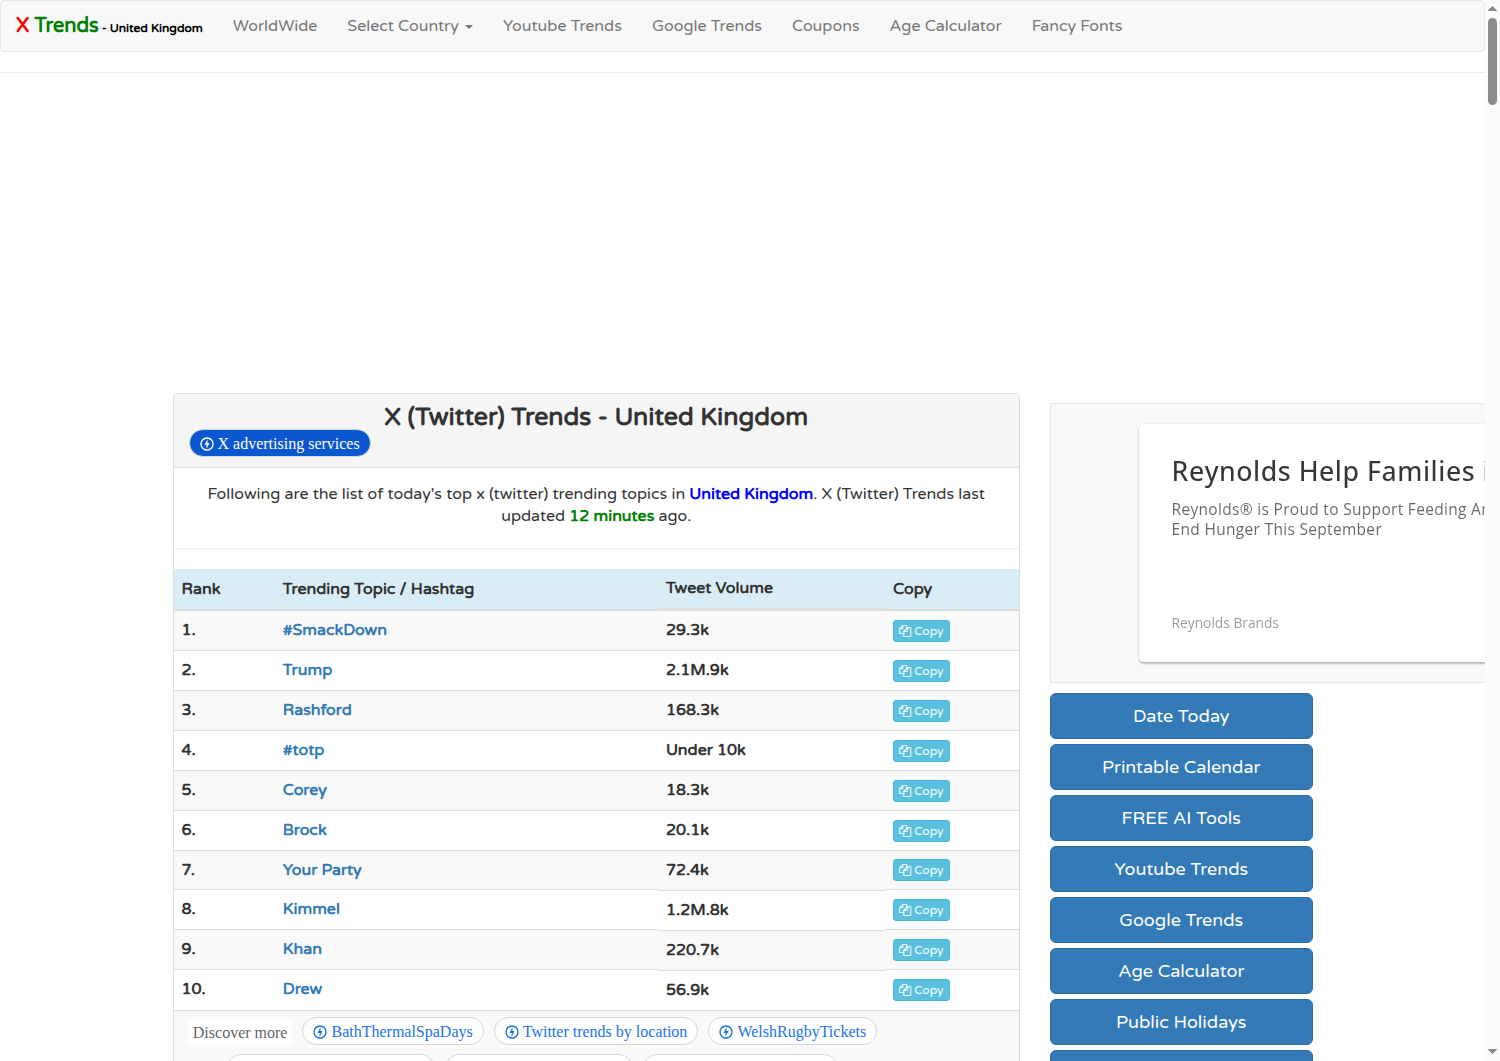 X Trends - United Kingdom WorldWide Select Country Youtube Trends Google Trends Coupons Age Calculator Fancy Fonts
X (Twitter) Trends - United Kingdom
X advertising services
Following are the list of today's top x (twitter) trending topics in United Kingdom. X (Twitter) Trends last
updated 12 minutes ago.
Rank Trending Topic / Hashtag Tweet Volume Copy
1. #SmackDown 29.3k Copy
2. Trump 2.1M.9k Copy
3. Rashford 168.3k Copy
4. #totp Under 10k Copy
5. Corey 18.3k Copy
6. Brock 20.1k Copy
7. Your Party 72.4k Copy
8. Kimmel 1.2M.8k Copy
9. Khan 220.7k Copy
10. Drew 56.9k Copy
Discover more BathThermalSpaDays Twitter trends by location WelshRugbyTickets
Reynolds Help Families
Reynolds® is Proud to Support Feeding
End Hunger This September
Reynolds Brands
Date Today
Printable Calendar
FREE AI Tools
Youtube Trends
Google Trends
Age Calculator
Public Holidays